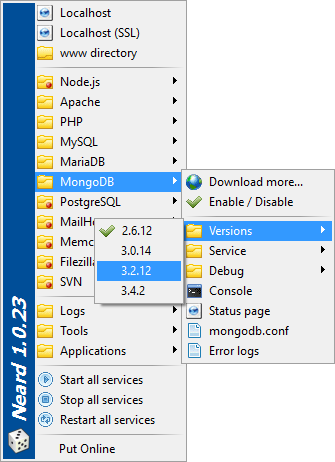 Localhost
Localhost (SSL)
www directory
Node.js
Apache
PHP
MySQL
MariaDB
MongoDB
PostgreSQL
MailHo
Memc
Filezilla
SVN
Logs
Tools
Applications
Start all services
Stop all services
Restart all services
Put Online
Neard 1.0.23
Download more...
Enable / Disable
Versions
Service
Debug
Console
Status page
mongodb.conf
Error logs
2.6.12
3.0.14
3.2.12
3.4.2